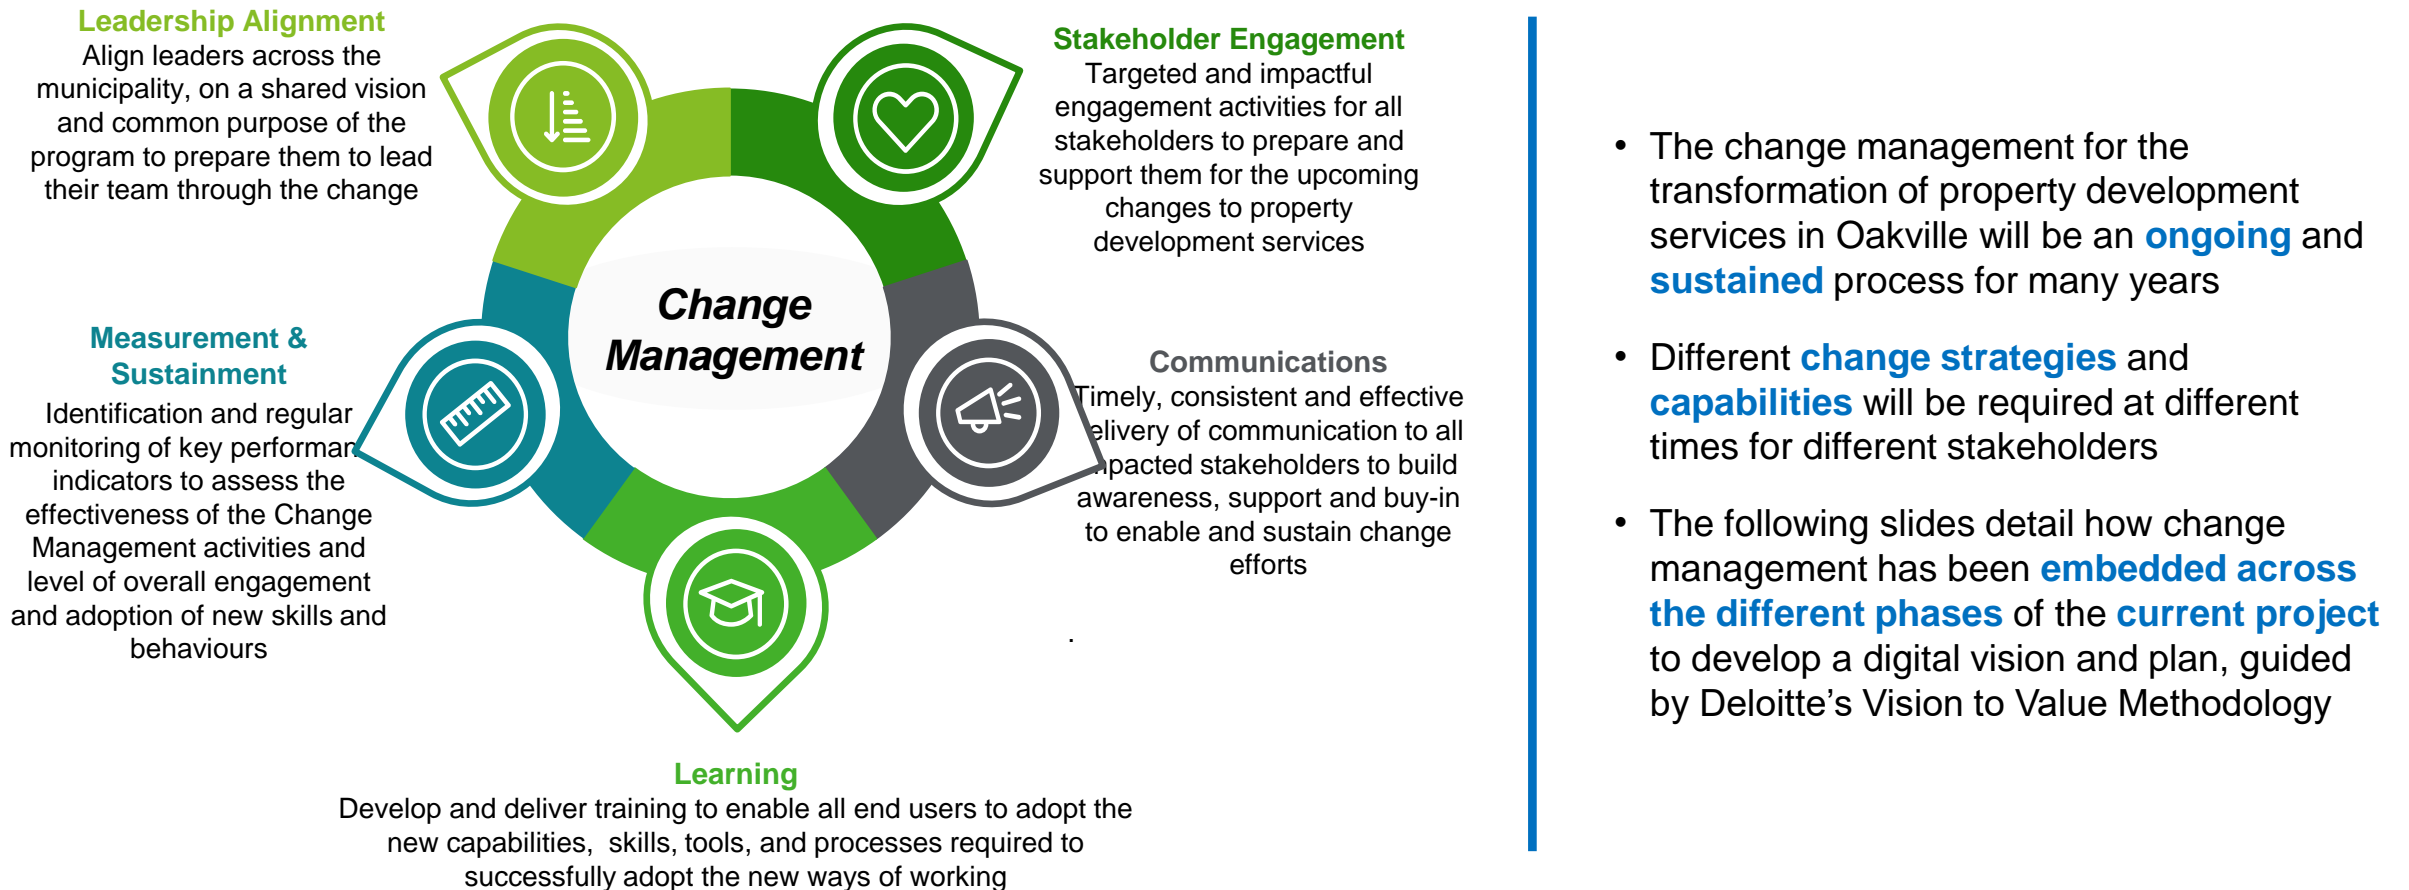 Leadership Alignment
Align leaders across the
municipality, on a shared vision
and common purpose of the
program to prepare them to lead
their team through the change
Stakeholder Engagement
Targeted and impactful
engagement activities for all
stakeholders to prepare and
support them for the upcoming
changes to property
development services
Change
Management
Measurement &
Sustainment
Identification and regular
monitoring of key performan
indicators to assess the
effectiveness of the Change
Management activities and
level of overall engagement
and adoption of new skills and
behaviours
Communications
Timely, consistent and effective
elivery of communication to all
mpacted stakeholders to build
awareness, support and buy-in
to enable and sustain change
efforts
.
Learning
Develop and deliver training to enable all end users to adopt the
new capabilities,  skills, tools, and processes required to
successfully adopt the new ways of working
• The change management for the
transformation of property development
services in Oakville will be an ongoing and
sustained process for many years
• Different change strategies and
capabilities will be required at different
times for different stakeholders
• The following slides detail how change
management has been embedded across
the different phases of the current project
to develop a digital vision and plan, guided
by Deloitte’s Vision to Value Methodology